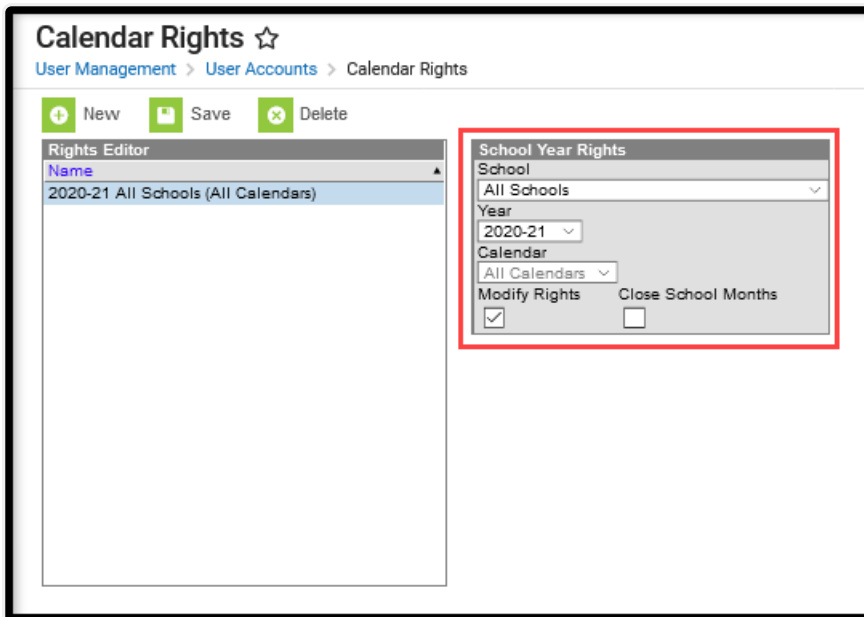 Calendar Rights
User Management > User Accounts > Calendar Rights
New Save Delete
Rights Editor
Name
2020-21 All Schools (All Calendars)
School Year Rights
School
All Schools
Year
2020-21
Calendar
All Calendars
Modify Rights Close School Months